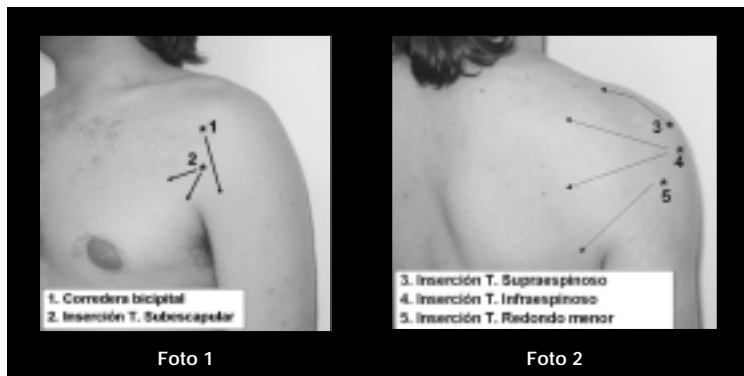 1
2
1. Corredera bicipital
2. Inserción T. Subescapular
Foto 1
3
4
5
3. Inserción T. Supraespinoso
4. Inserción T. Infraespinoso
5. Inserción T. Redondo menor
Foto 2